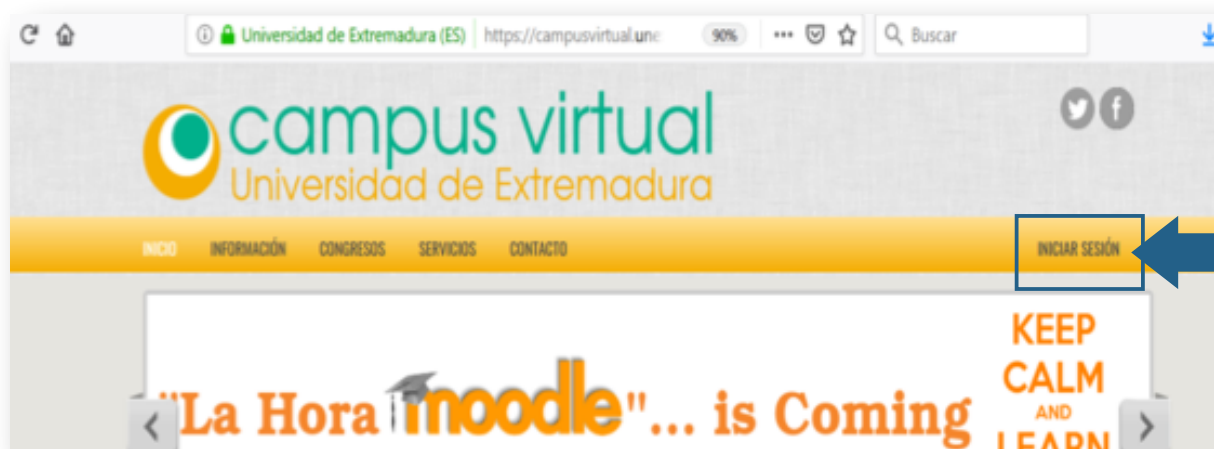 Universidad de Extremadura (ES) https://campusvirtual.une 90% Buscar
campus virtual
Universidad de Extremadura
INICIO INFORMACIÓN CONGRESOS SERVICIOS CONTACTO INICIAR SESIÓN
KEEP
CALM
AND
LEARN
"La Hora moodle"... is Coming